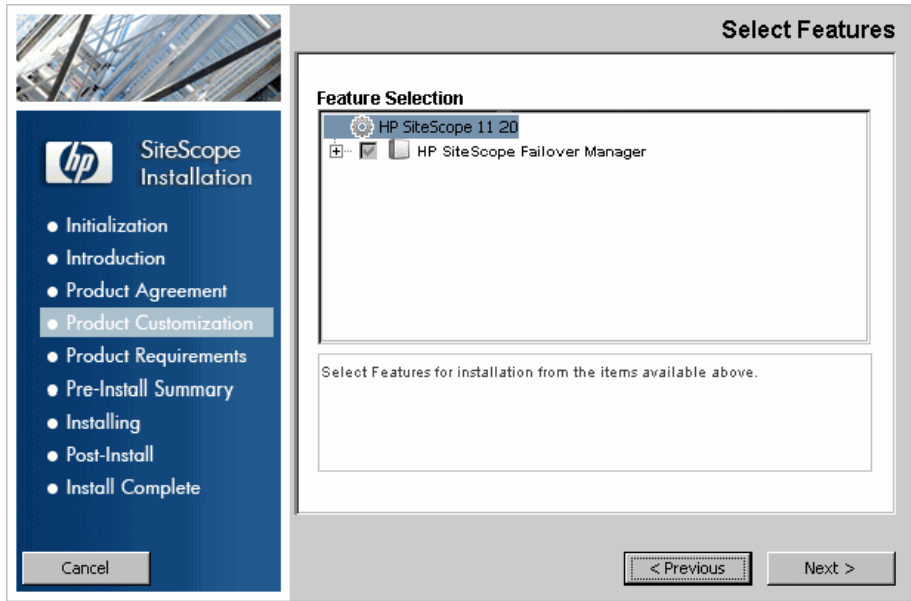 Select Features
hp
SiteScope
Installation
Initialization
Introduction
Product Agreement
Product Customization
Product Requirements
Pre-Install Summary
Installing
Post-Install
Install Complete
Cancel
Feature Selection
HP SiteScope 11 20
HP SiteScope Failover Manager
Select Features for installation from the items available above.
< Previous
Next >